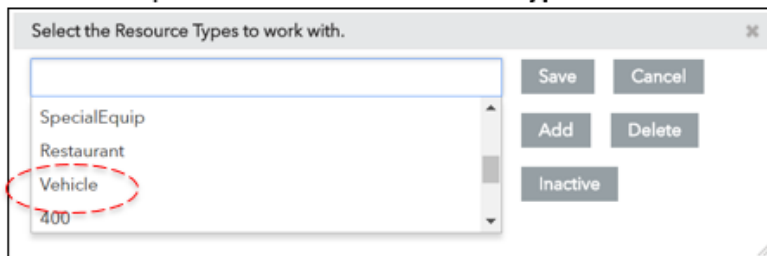 Select the Resource Types to work with.
Save Cancel
SpecialEquip
Add Delete
Restaurant
Vehicle
Inactive
400